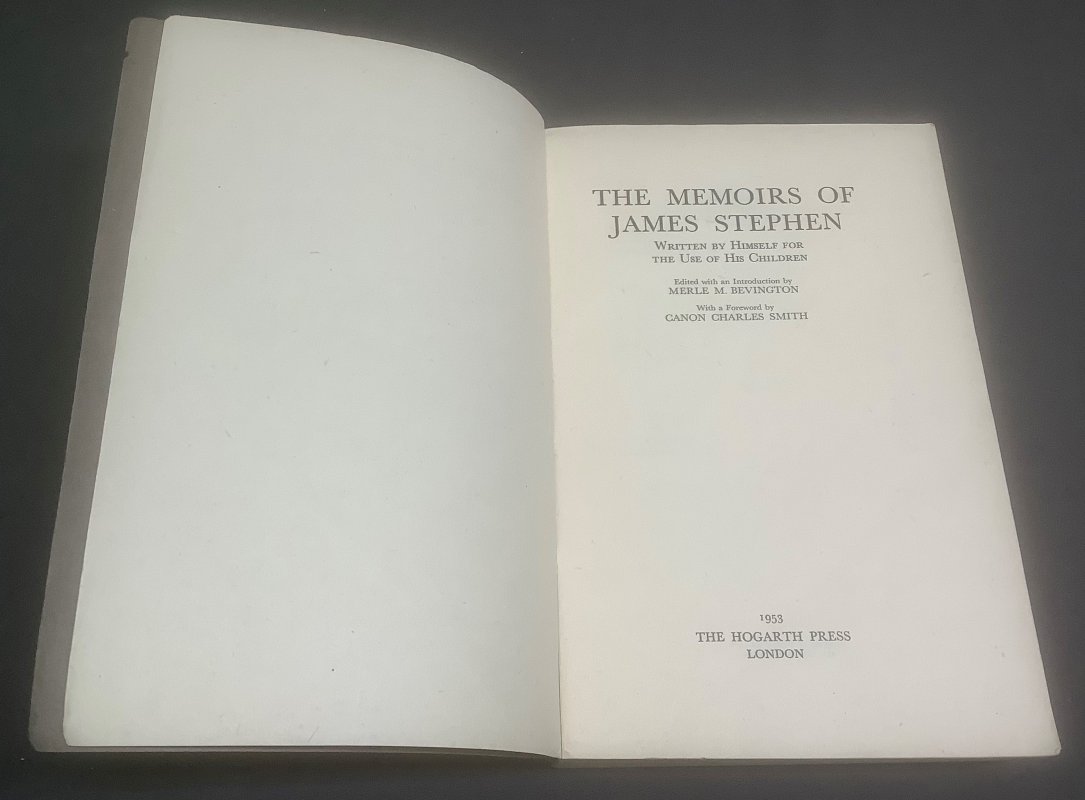 THE MEMOIRS OF
JAMES STEPHEN
WRITTEN BY HIMSELF FOR
THE USE OF HIS CHILDREN
Edited with an Introduction by
MERLE M. BEVINGTON
With a Foreword by
CANON CHARLES SMITH
1953
THE HOGARTH PRESS
LONDON